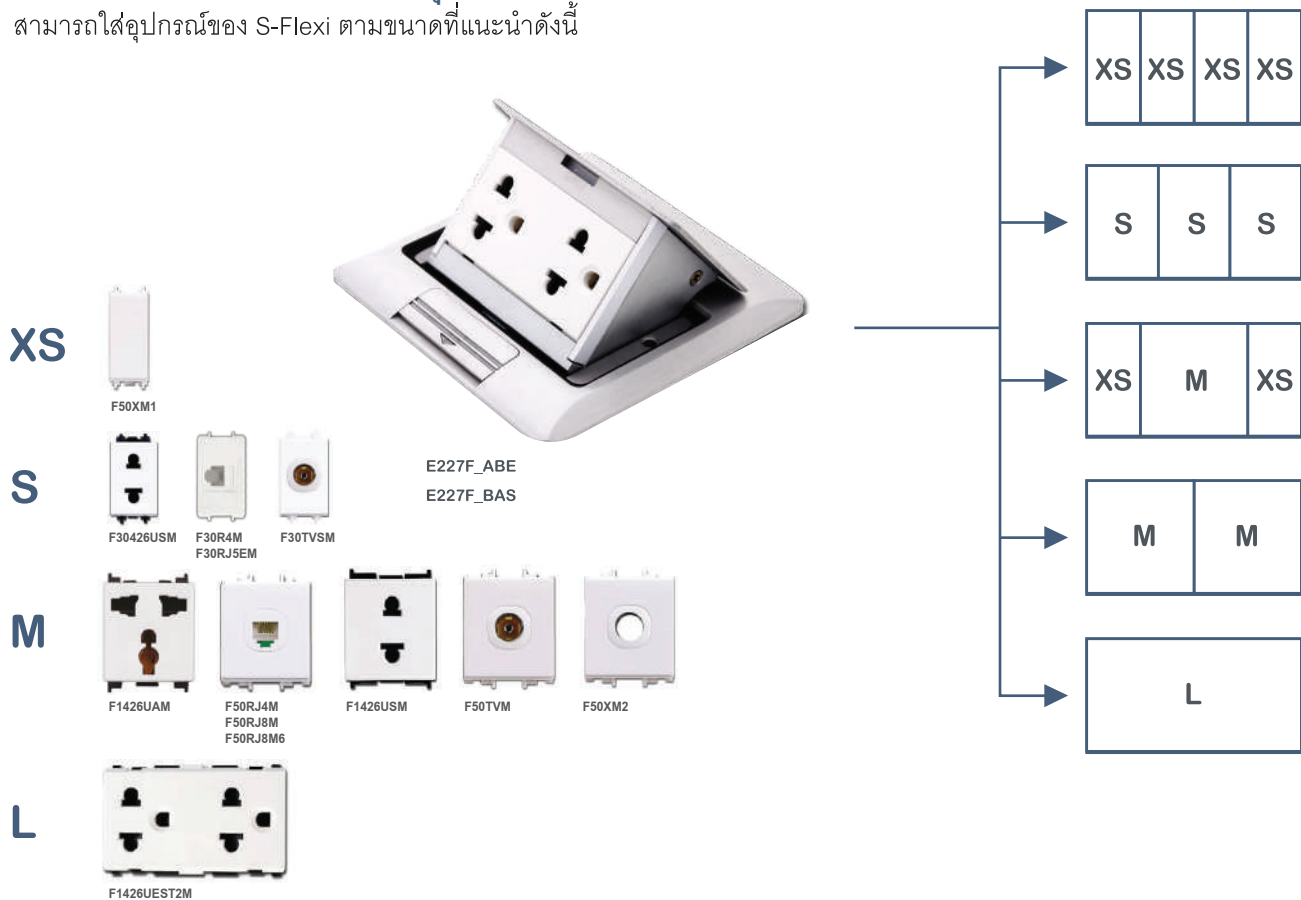 สามารถใส่อุปกรณ์ของ S-Flexi ตามขนาดที่แนะนำดังนี้
XS XS XS XS
S S S
XS M XS
M M
L
E227F_ABE
E227F_BAS
XS
F50XM1
S
F30426USM F30R4M F30TVSM
F30RJ5EM
M
F1426UAM F50RJ4M F1426USM F50TVM F50XM2
F50RJ8M
F50RJ8M6
L
F1426UEST2M